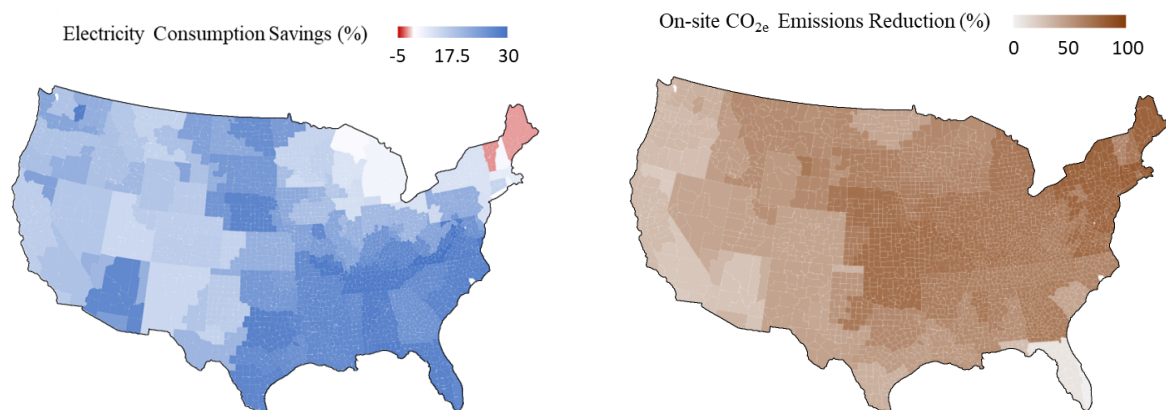 Electricity Consumption Savings (%)
-5 17.5 30
On-site CO2e Emissions Reduction (%)
0 50 100